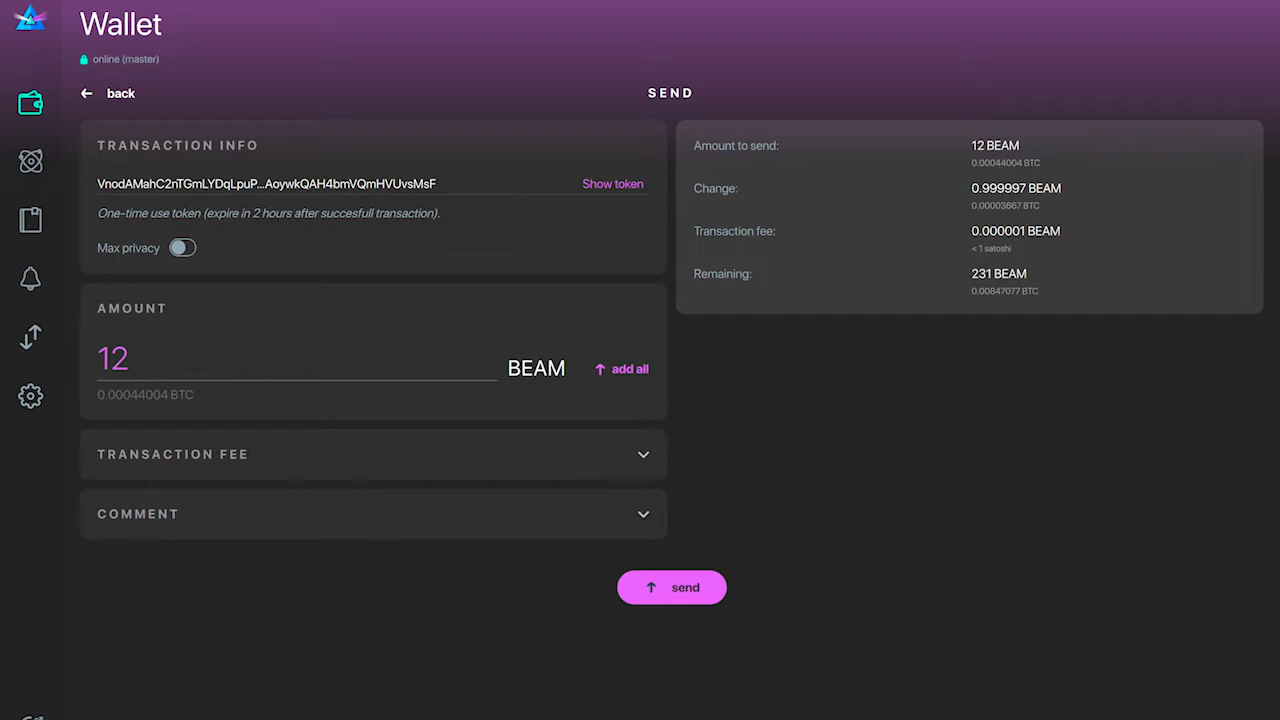 Wallet
online (master)
back
SEND
TRANSACTION INFO
VnodAMahC2nTGmLYDqLpuP...AoywkQAH4bmVQmHVUvsMsF
Show token
One-time use token (expire in 2 hours after succesfull transaction).
Max privacy
AMOUNT
12
BEAM
add all
0.00044004 BTC
TRANSACTION FEE
COMMENT
Amount to send:
12 BEAM
0.00044004 BTC
Change:
0.999997 BEAM
0.00003667 BTC
Transaction fee:
0.000001 BEAM
< 1 satoshi
Remaining:
231 BEAM
0.00847077 BTC
send